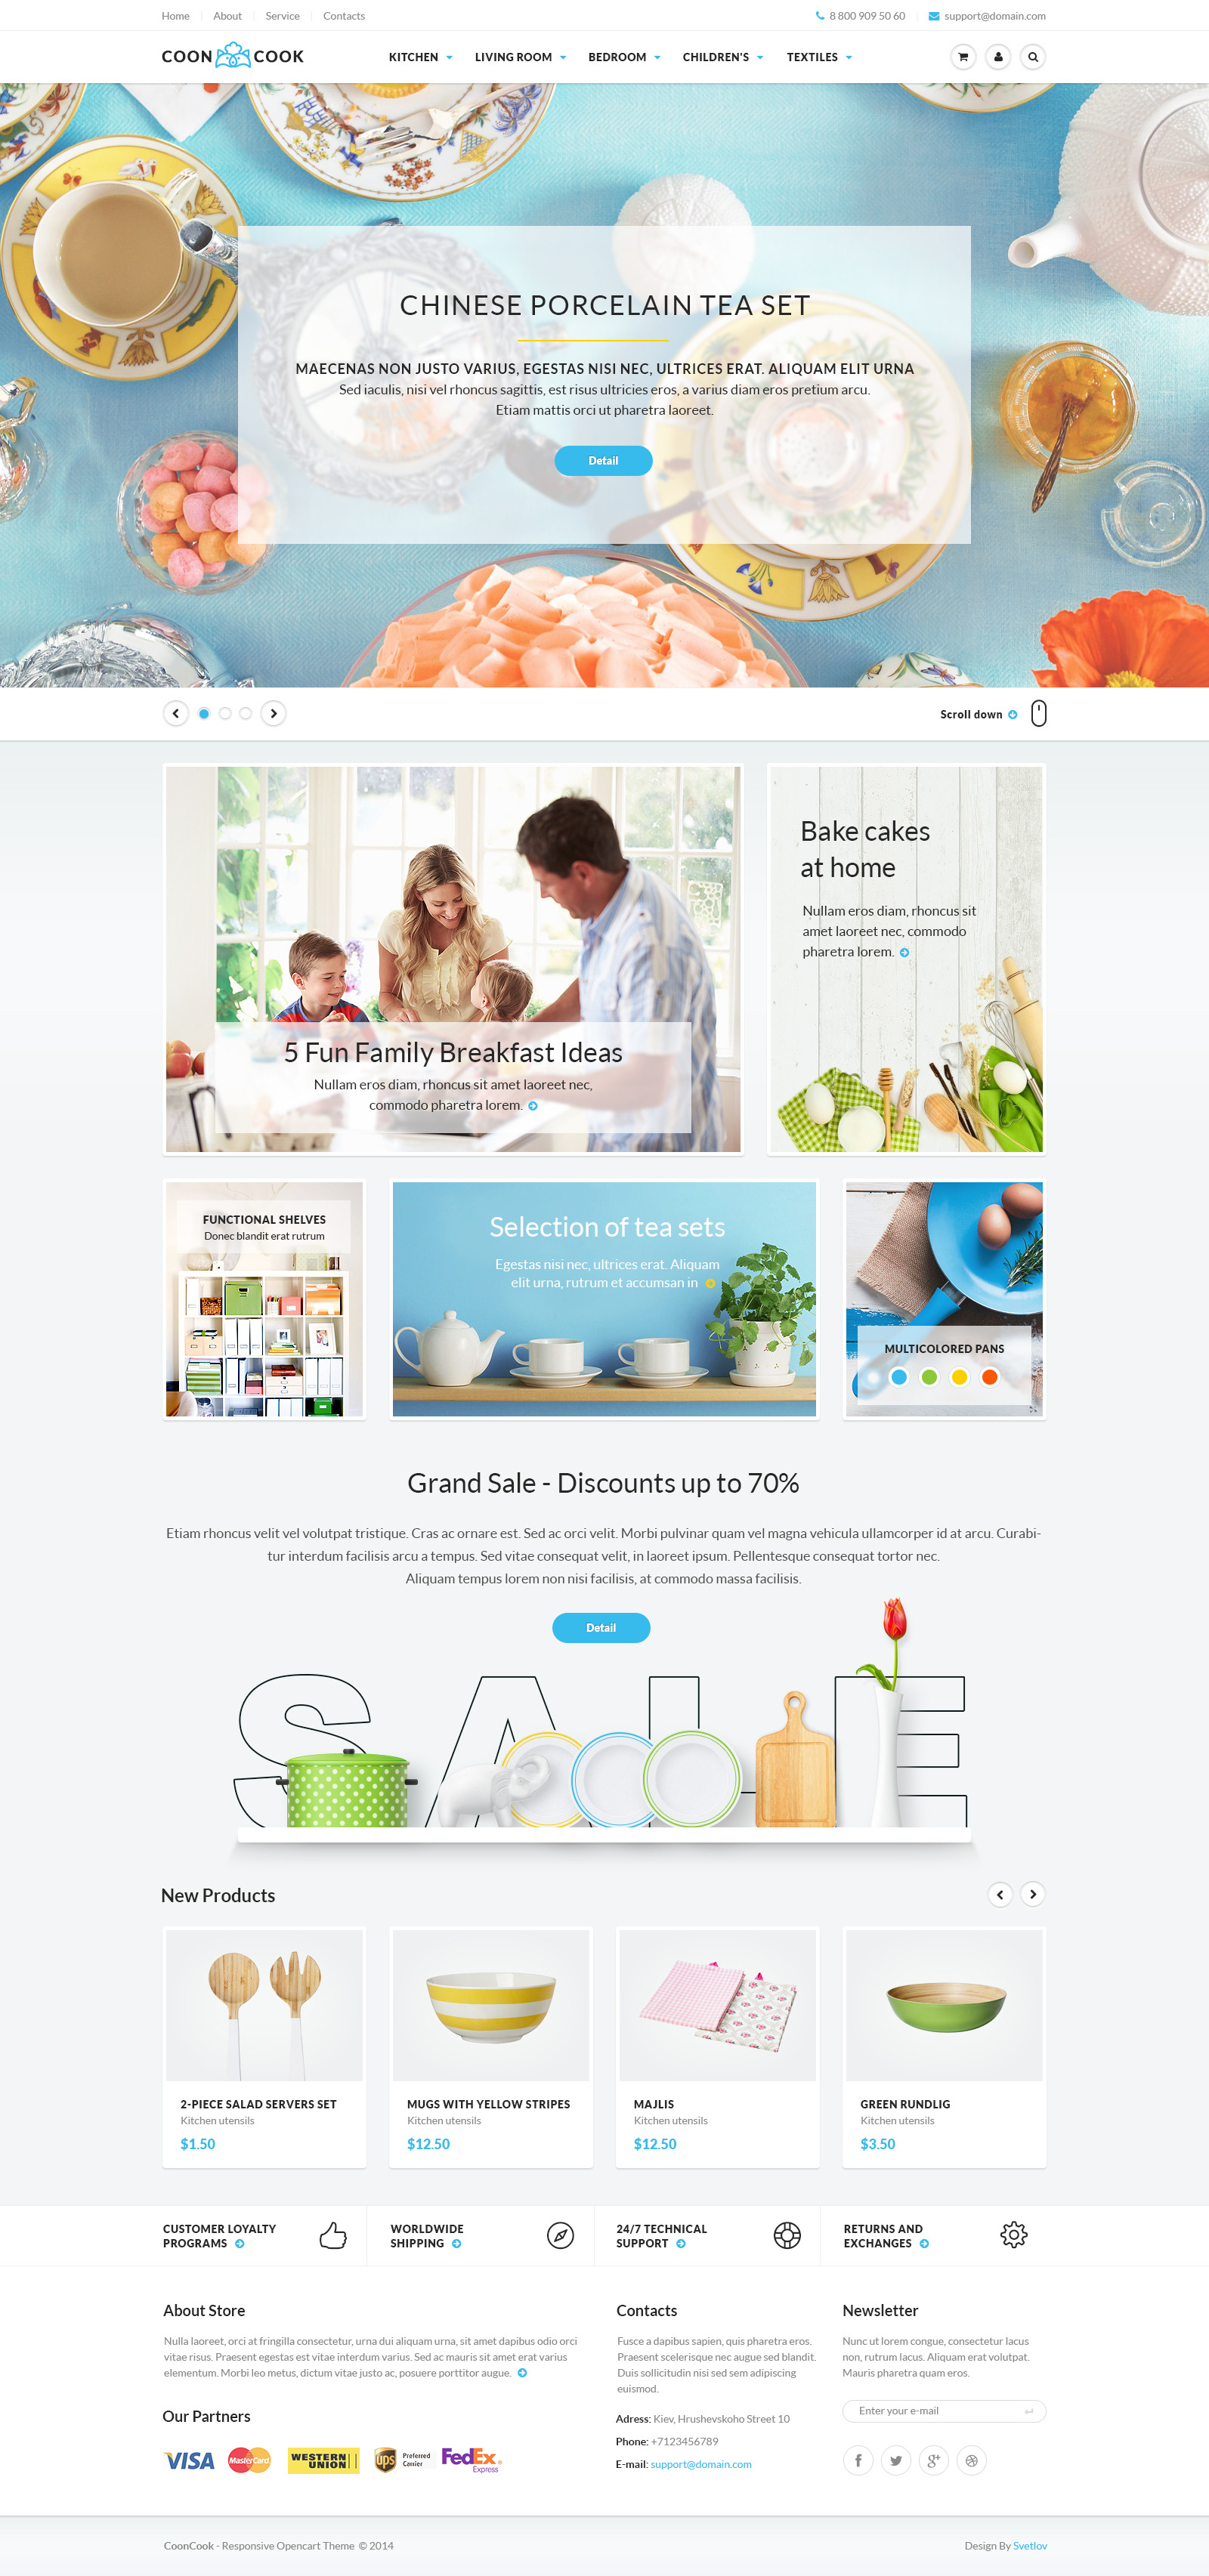 Home
About
Service
Contacts
8 800 909 50 60
support@domain.com
COON COOK
KITCHEN
LIVING ROOM
BEDROOM
CHILDREN'S
TEXTILES
CHINESE PORCELAIN TEA SET
MAECENAS NON JUSTO VARIUS, EGESTAS NISI NEC, ULTRICES ERAT. ALIQUAM ELIT URNA
Sed iaculis, nisi vel rhoncus sagittis, est risus ultricies eros, a varius diam eros pretium arcu.
Etiam mattis orci ut pharetra laoreet.
Detail
Scroll down
5 Fun Family Breakfast Ideas
Nullam eros diam, rhoncus sit amet laoreet nec,
commodo pharetra lorem.
Bake cakes
at home
Nullam eros diam, rhoncus sit
amet laoreet nec, commodo
pharetra lorem.
FUNCTIONAL SHELVES
Donec blandit erat rutrum
Selection of tea sets
Egestas nisi nec, ultrices erat. Aliquam
elit urna, rutrum et accumsan in
MULTICOLORED PANS
Grand Sale - Discounts up to 70%
Etiam rhoncus velit vel volutpat tristique. Cras ac ornare est. Sed ac orci velit. Morbi pulvinar quam vel magna vehicula ullamcorper id at arcu. Curabi-
tur interdum facilisis arcu a tempus. Sed vitae consequat velit, in laoreet ipsum. Pellentesque consequat tortor nec.
Aliquam tempus lorem non nisi facilisis, at commodo massa facilisis.
Detail
SALE
New Products
2-PIECE SALAD SERVERS SET
Kitchen utensils
$1.50
MUGS WITH YELLOW STRIPES
Kitchen utensils
$12.50
MAJLIS
Kitchen utensils
$12.50
GREEN RUNDLIG
Kitchen utensils
$3.50
CUSTOMER LOYALTY
PROGRAMS
WORLDWIDE
SHIPPING
24/7 TECHNICAL
SUPPORT
RETURNS AND
EXCHANGES
About Store
Nulla laoreet, orci at fringilla consectetur, urna dui aliquam urna, sit amet dapibus odio orci
vitae risus. Praesent egestas est vitae interdum varius. Sed ac mauris sit amet erat varius
elementum. Morbi leo metus, dictum vitae justo ac, posuere porttitor augue.
Our Partners
VISA
MasterCard
WESTERN
UNION
ups
Preferred
Carrier
FedEx
Express
Contacts
Fusce a dapibus sapien, quis pharetra eros.
Praesent scelerisque nec augue sed blandit.
Duis sollicitudin nisi sed sem adipiscing
euismod.
Adress: Kiev, Hrushevskoho Street 10
Phone: +7123456789
E-mail: support@domain.com
Newsletter
Nunc ut lorem congue, consectetur lacus
non, rutrum lacus. Aliquam erat volutpat.
Mauris pharetra quam eros.
Enter your e-mail
CoonCook - Responsive Opencart Theme © 2014
Design By Svetlov